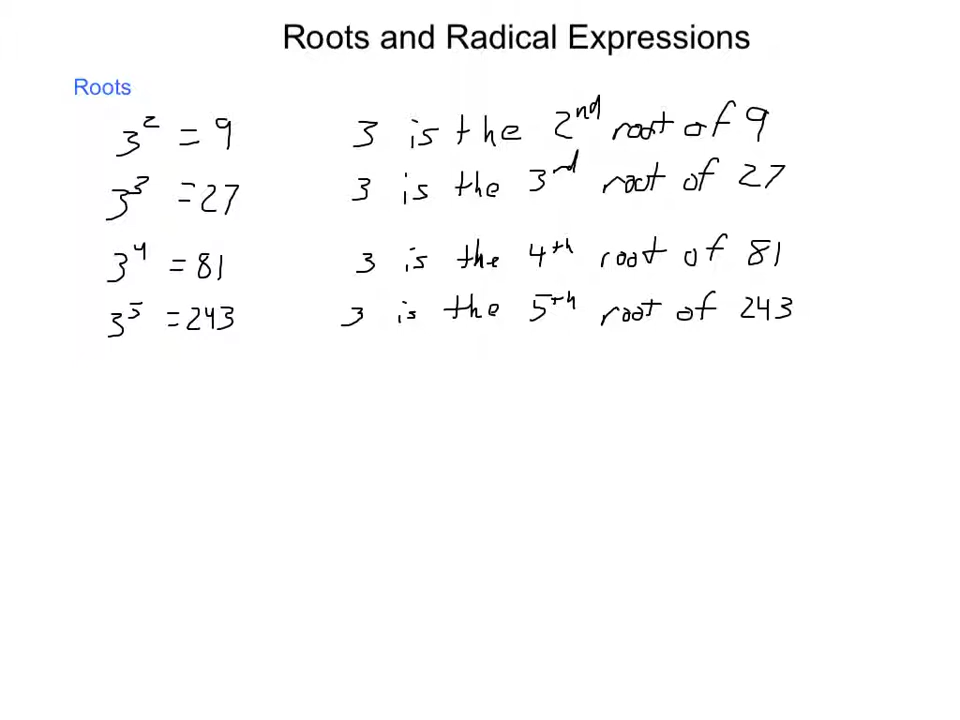 Roots and Radical Expressions
Roots
3² = 9 3 is the 2nd root of 9
3³ = 27 3 is the 3rd root of 27
3⁴ = 81 3 is the 4th root of 81
3⁵ = 243 3 is the 5th root of 243